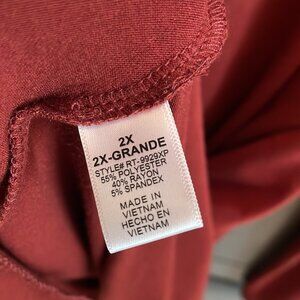 2X
2X-GRANDE
STYLE# RT-9929XP
55% POLYESTER
40% RAYON
5% SPANDEX
MADE IN
VIETNAM
HECHO EN
VIETNAM